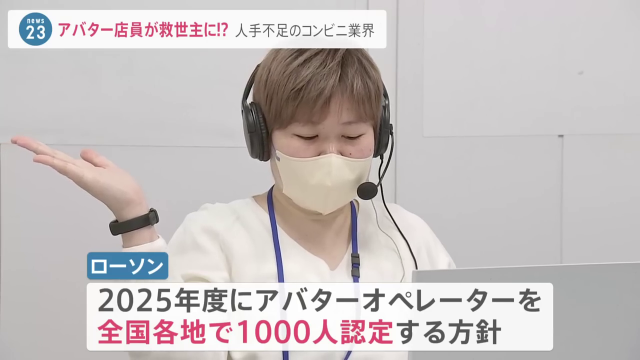 news
23
アバター店員が救世主に!? 人手不足のコンビニ業界
ローソン
2025年度にアバターオペレーターを
全国各地で1000人認定する方針